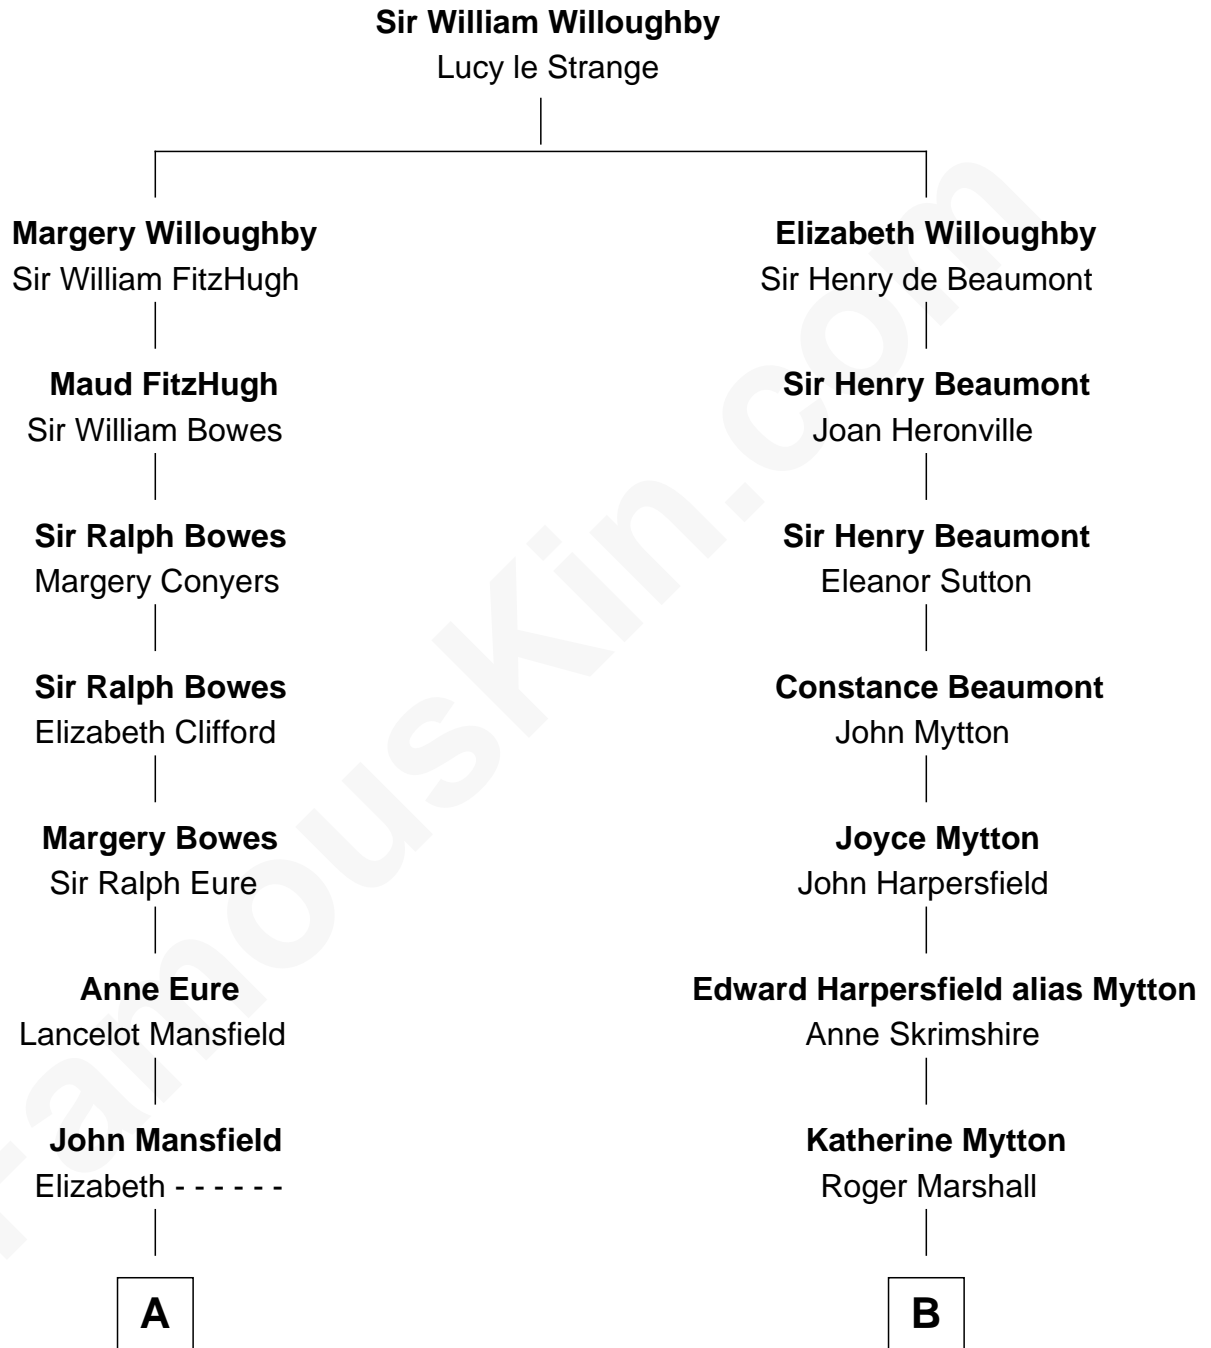 Sir William Willoughby
Lucy le Strange
Margery Willoughby
Sir William FitzHugh
Elizabeth Willoughby
Sir Henry de Beaumont
Maud FitzHugh
Sir William Bowes
Sir Henry Beaumont
Joan Heronville
Sir Ralph Bowes
Margery Conyers
Sir Henry Beaumont
Eleanor Sutton
Sir Ralph Bowes
Elizabeth Clifford
Constance Beaumont
John Mytton
Margery Bowes
Sir Ralph Eure
Joyce Mytton
John Harpersfield
Anne Eure
Lancelot Mansfield
Edward Harpersfield alias Mytton
Anne Skrimshire
John Mansfield
Elizabeth - - - - - -
Katherine Mytton
Roger Marshall
A
B
FamousKin.com